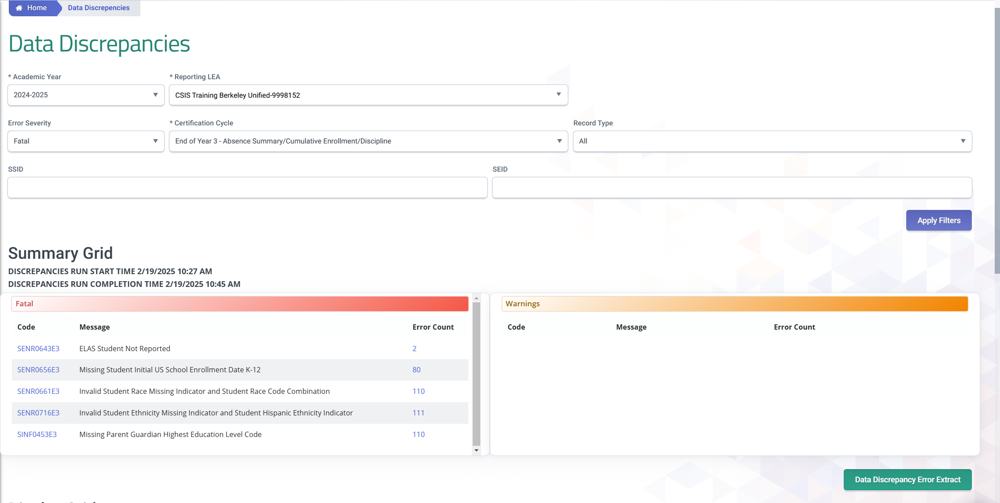 Home Data Discrepencies
Data Discrepancies
* Academic Year * Reporting LEA
2024-2025 CSIS Training Berkeley Unified-9998152
Error Severity * Certification Cycle Record Type
Fatal End of Year 3 - Absence Summary/Cumulative Enrollment/Discipline All
SSID SEID
Apply Filters
Summary Grid
DISCREPANCIES RUN START TIME 2/19/2025 10:27 AM
DISCREPANCIES RUN COMPLETION TIME 2/19/2025 10:45 AM
Fatal
Code Message Error Count
SENR0643E3 ELAS Student Not Reported 2
SENR0656E3 Missing Student Initial US School Enrollment Date K-12 80
SENR0661E3 Invalid Student Race Missing Indicator and Student Race Code Combination 110
SENR0716E3 Invalid Student Ethnicity Missing Indicator and Student Hispanic Ethnicity Indicator 111
SINF0453E3 Missing Parent Guardian Highest Education Level Code 110
Warnings
Code Message Error Count
Data Discrepancy Error Extract